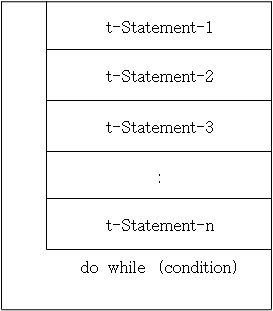 t-Statement-1
t-Statement-2
t-Statement-3
:
t-Statement-n
do while (condition)